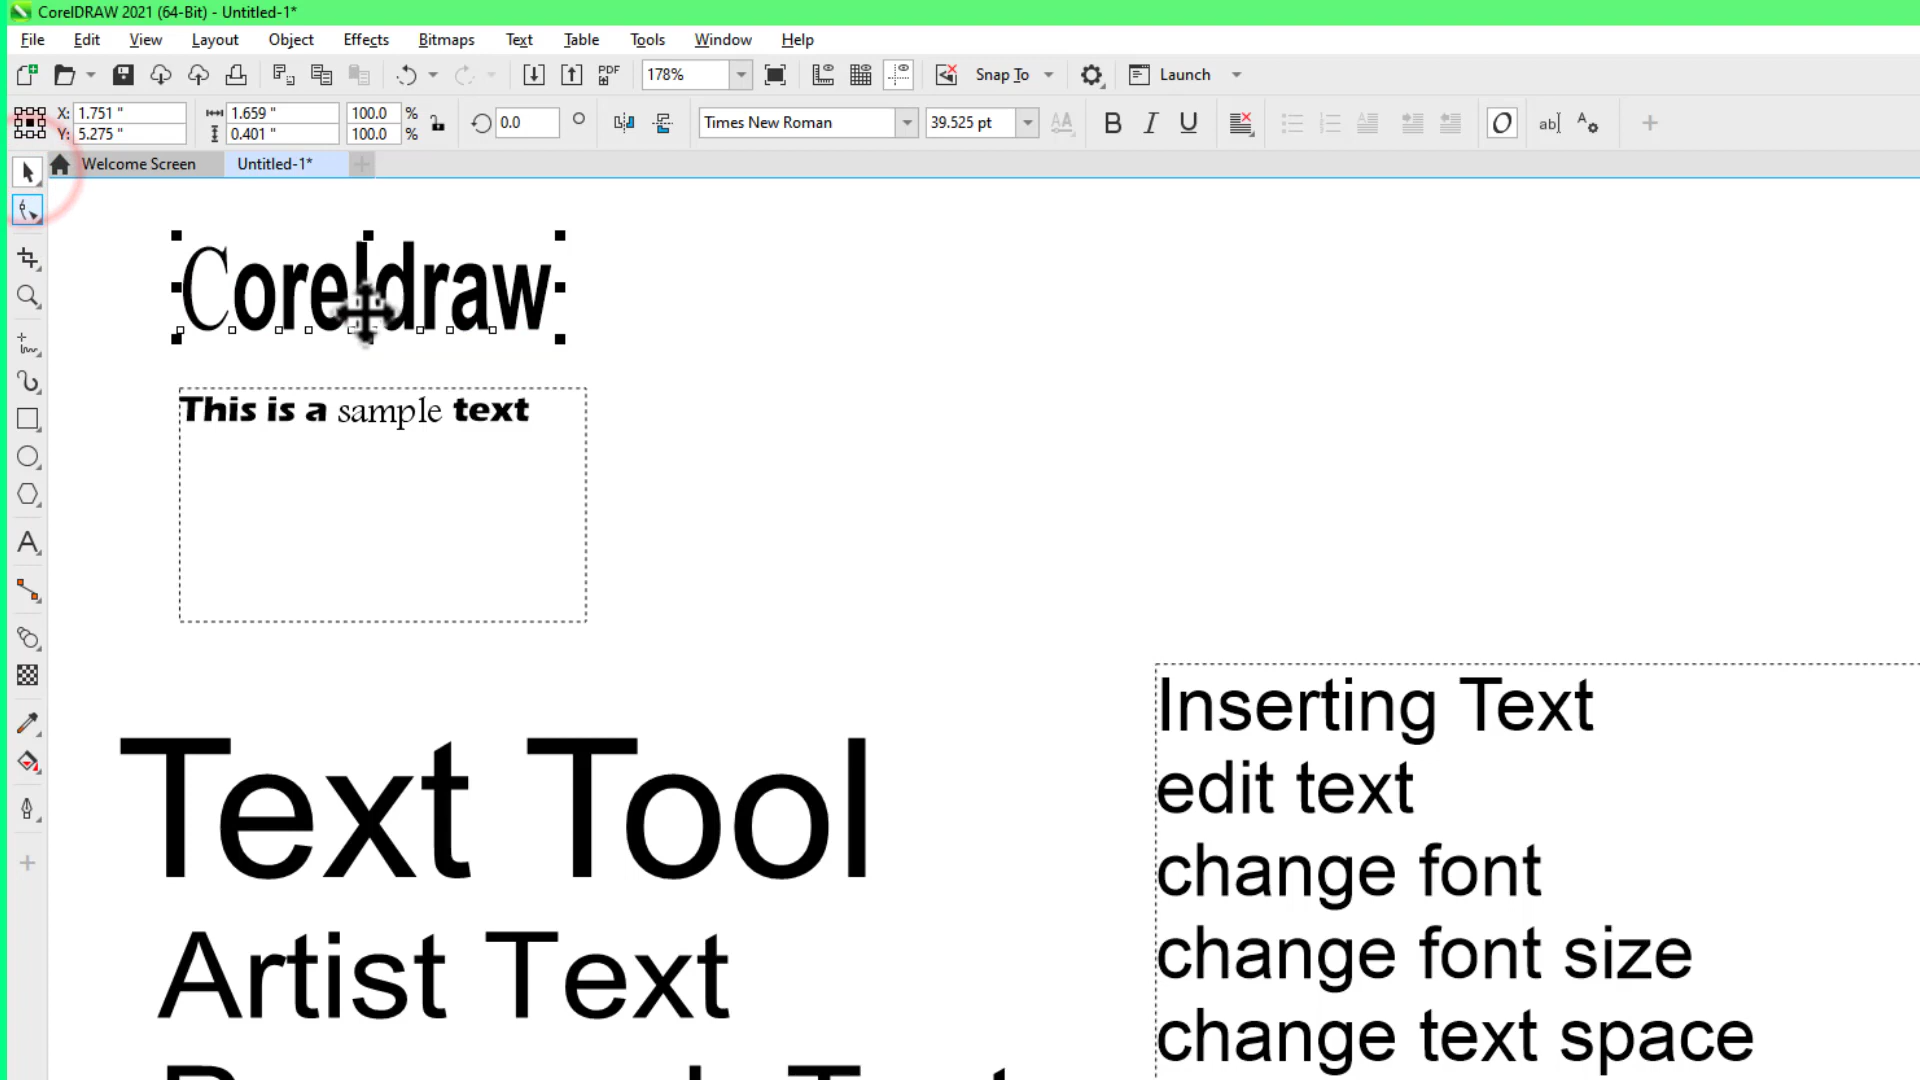 CorelDRAW 2021 (64-Bit) - Untitled-1*
File Edit View Layout Object Effects Bitmaps Text Table Tools Window Help
PDF 178% Snap To Launch
X: 1.751 " 1.659 " 100.0 %
Y: 5.275 " 0.401 " 100.0 %
0.0 Times New Roman 39.525 pt AA B I U O ab A
Welcome Screen Untitled-1*
Coreldraw
This is a sample text
Text Tool
Artist Text
Inserting Text
edit text
change font
change font size
change text space